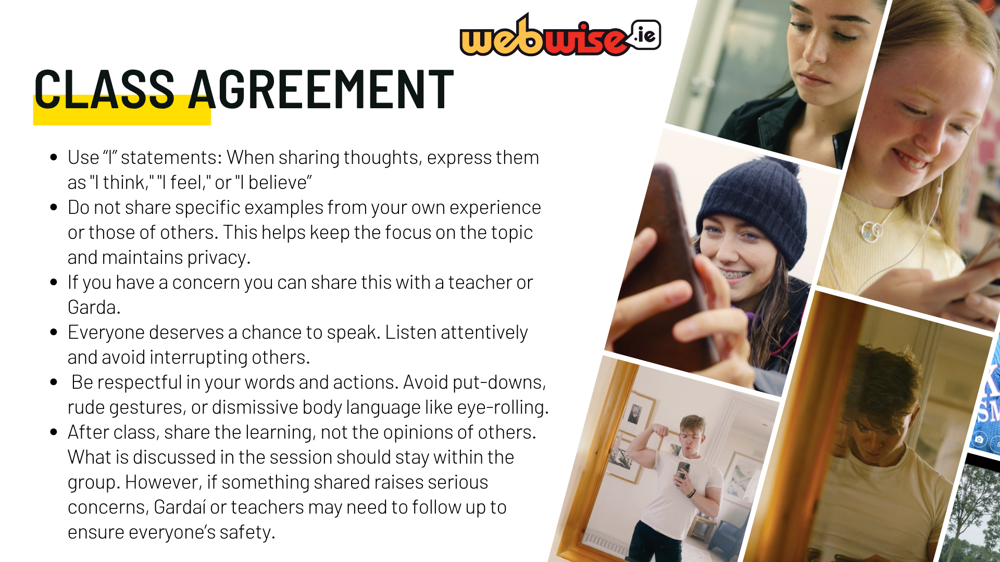 webwise.ie
CLASS AGREEMENT
• Use “I” statements: When sharing thoughts, express them
as "I think," "I feel," or "I believe”
• Do not share specific examples from your own experience
or those of others. This helps keep the focus on the topic
and maintains privacy.
• If you have a concern you can share this with a teacher or
Garda.
• Everyone deserves a chance to speak. Listen attentively
and avoid interrupting others.
• Be respectful in your words and actions. Avoid put-downs,
rude gestures, or dismissive body language like eye-rolling.
• After class, share the learning, not the opinions of others.
What is discussed in the session should stay within the
group. However, if something shared raises serious
concerns, Gardaí or teachers may need to follow up to
ensure everyone’s safety.